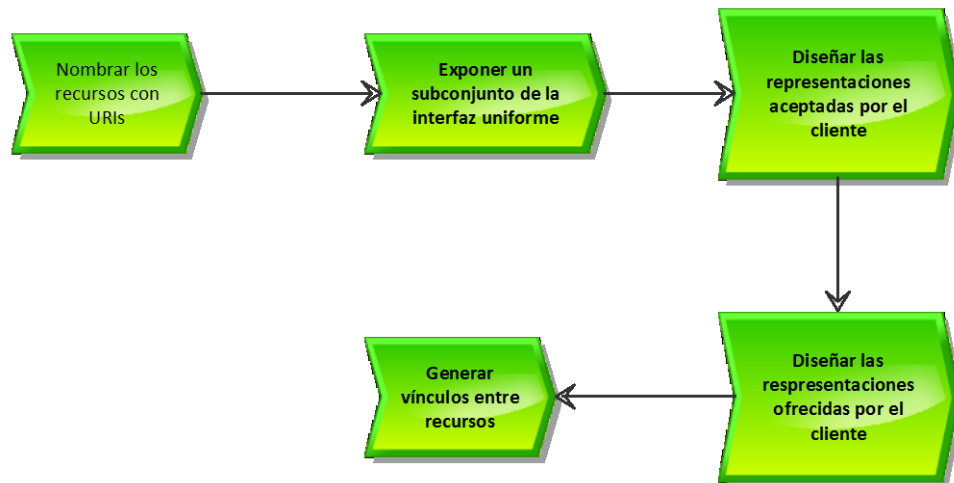 Nombrar los
recursos con
URIs
Exponer un
subconjunto de la
interfaz uniforme
Diseñar las
representaciones
aceptadas por el
cliente
Diseñar las
respresentaciones
ofrecidas por el
cliente
Generar
vínculos entre
recursos